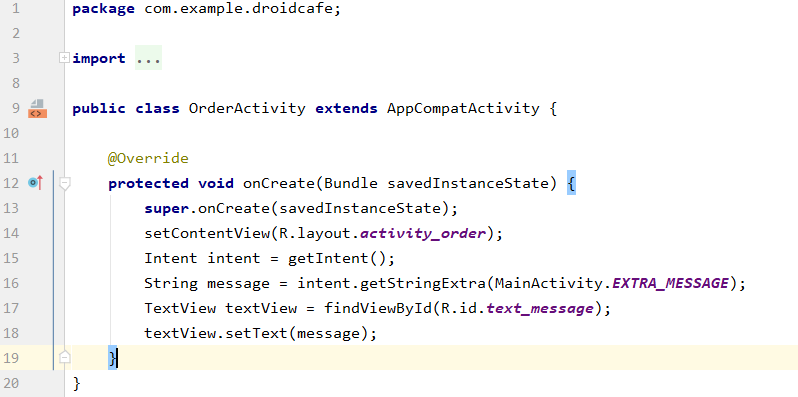 1 package com.example.droidcafe;
2
3 import ...
8
9 public class OrderActivity extends AppCompatActivity {
10
11 @Override
12 protected void onCreate(Bundle savedInstanceState) {
13 super.onCreate(savedInstanceState);
14 setContentView(R.layout.activity_order);
15 Intent intent = getIntent();
16 String message = intent.getStringExtra(MainActivity.EXTRA_MESSAGE);
17 TextView textView = findViewById(R.id.text_message);
18 textView.setText(message);
19 }
20 }